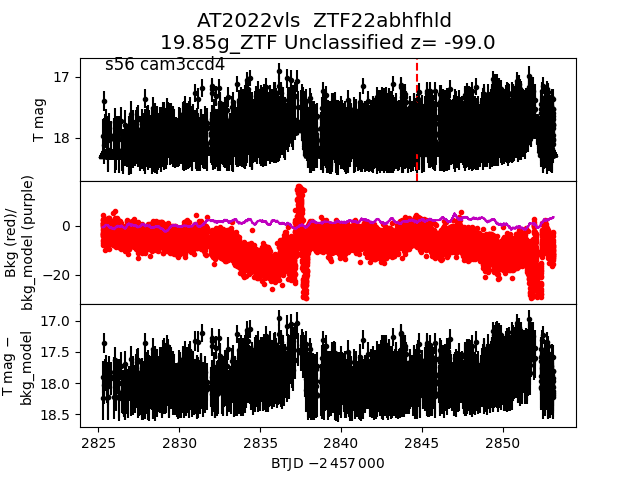 AT2022vls  ZTF22abhfhld
19.85g_ZTF Unclassified z= -99.0
s56 cam3ccd4
17
18
T mag
0
−20
Bkg (red)/
bkg_model (purple)
17.0
17.5
18.0
18.5
T mag −
bkg_model
2825 2830 2835 2840 2845 2850
BTJD −2 457 000